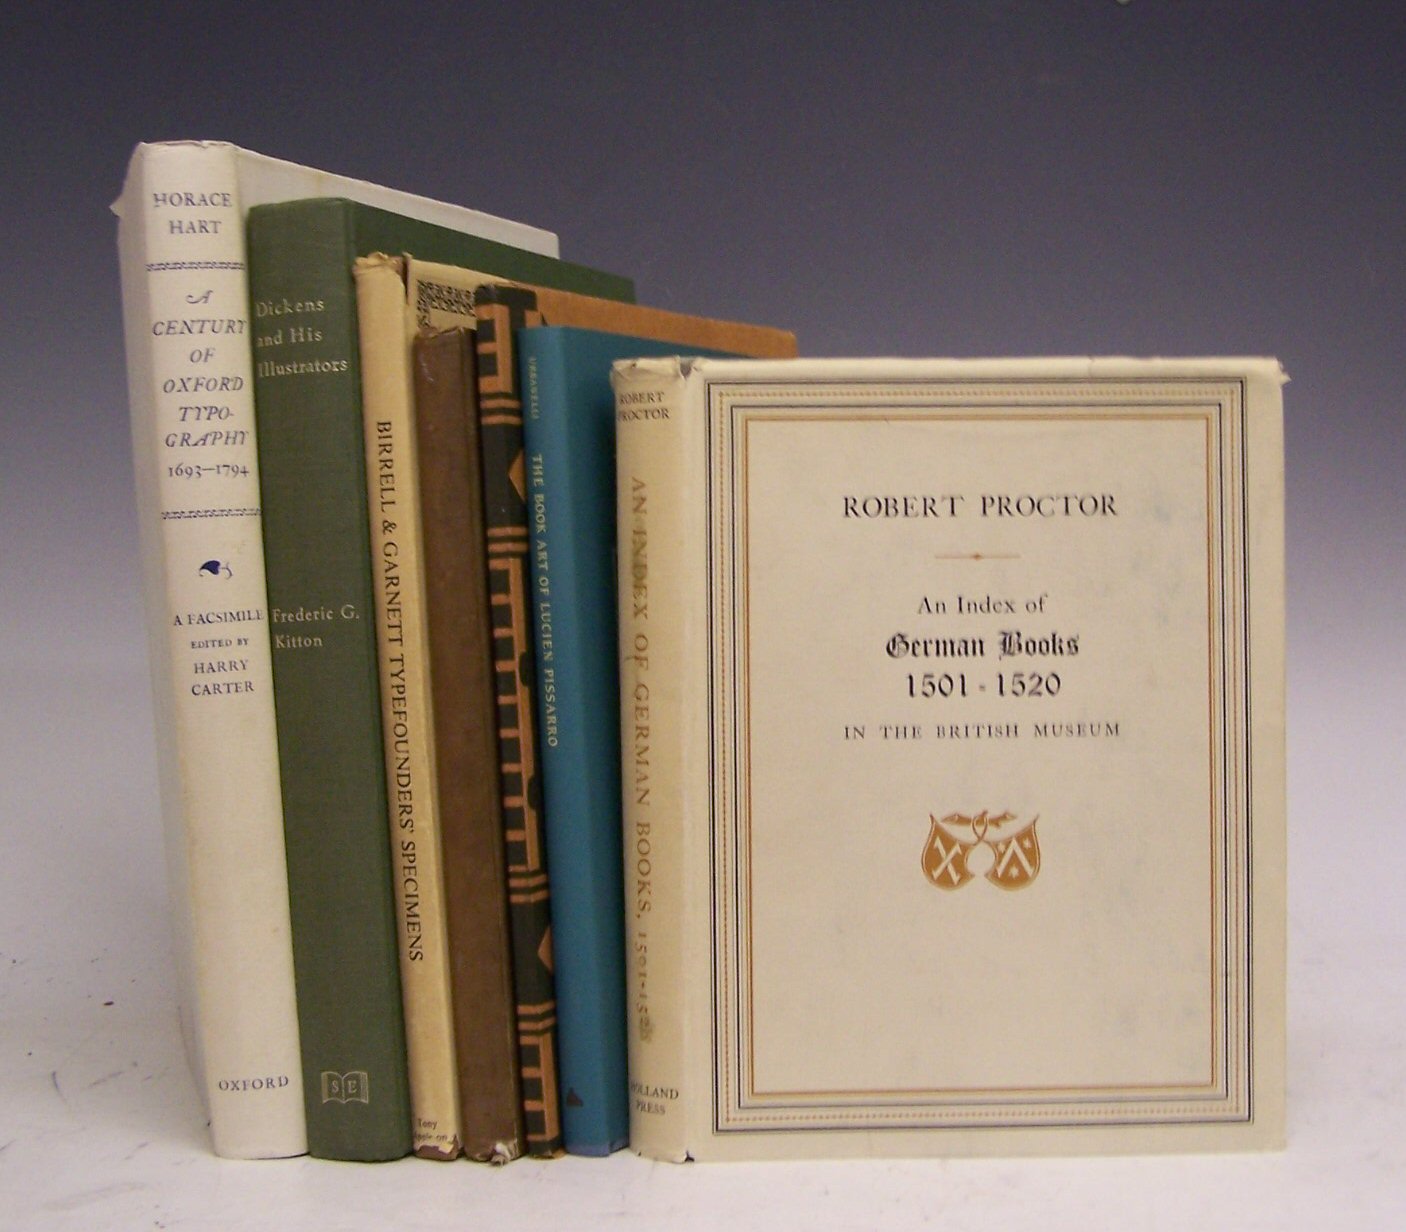 HORACE
HART
A
CENTURY
OF
OXFORD
TYPO-
GRAPHY
1693—1794
A FACSIMILE
EDITED BY
HARRY
CARTER
OXFORD
Dickens
and His
Illustrators
Frederic G.
Kitton
S E
BIRRELL & GARNETT TYPEFOUNDERS' SPECIMENS
Tony
URBANELLI
THE BOOK ART OF LUCIEN PISSARRO
ROBERT
PROCTOR
AN INDEX OF GERMAN BOOKS, 1501-1520
HOLLAND
PRESS
ROBERT PROCTOR
An Index of
German Books
1501-1520
IN THE BRITISH MUSEUM